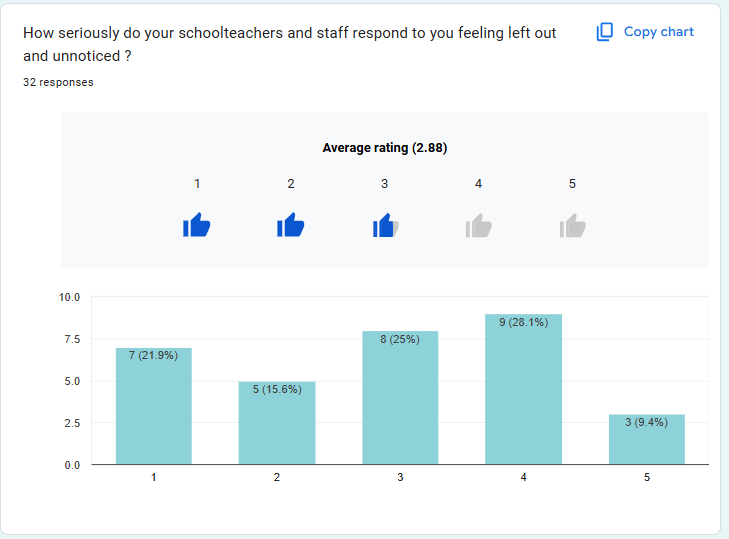 How seriously do your schoolteachers and staff respond to you feeling left out
and unnoticed ?
Copy chart
32 responses
Average rating (2.88)
1 2 3 4 5
10.0
7.5
5.0
2.5
0.0
7 (21.9%)
5 (15.6%)
8 (25%)
9 (28.1%)
3 (9.4%)
1 2 3 4 5